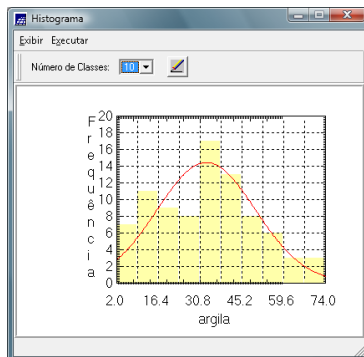 Histograma
Exibir Executar
Número de Classes: 10
Frequência
20
18
16
14
12
10
8
6
4
2
0
2.0 16.4 30.8 45.2 59.6 74.0
argila